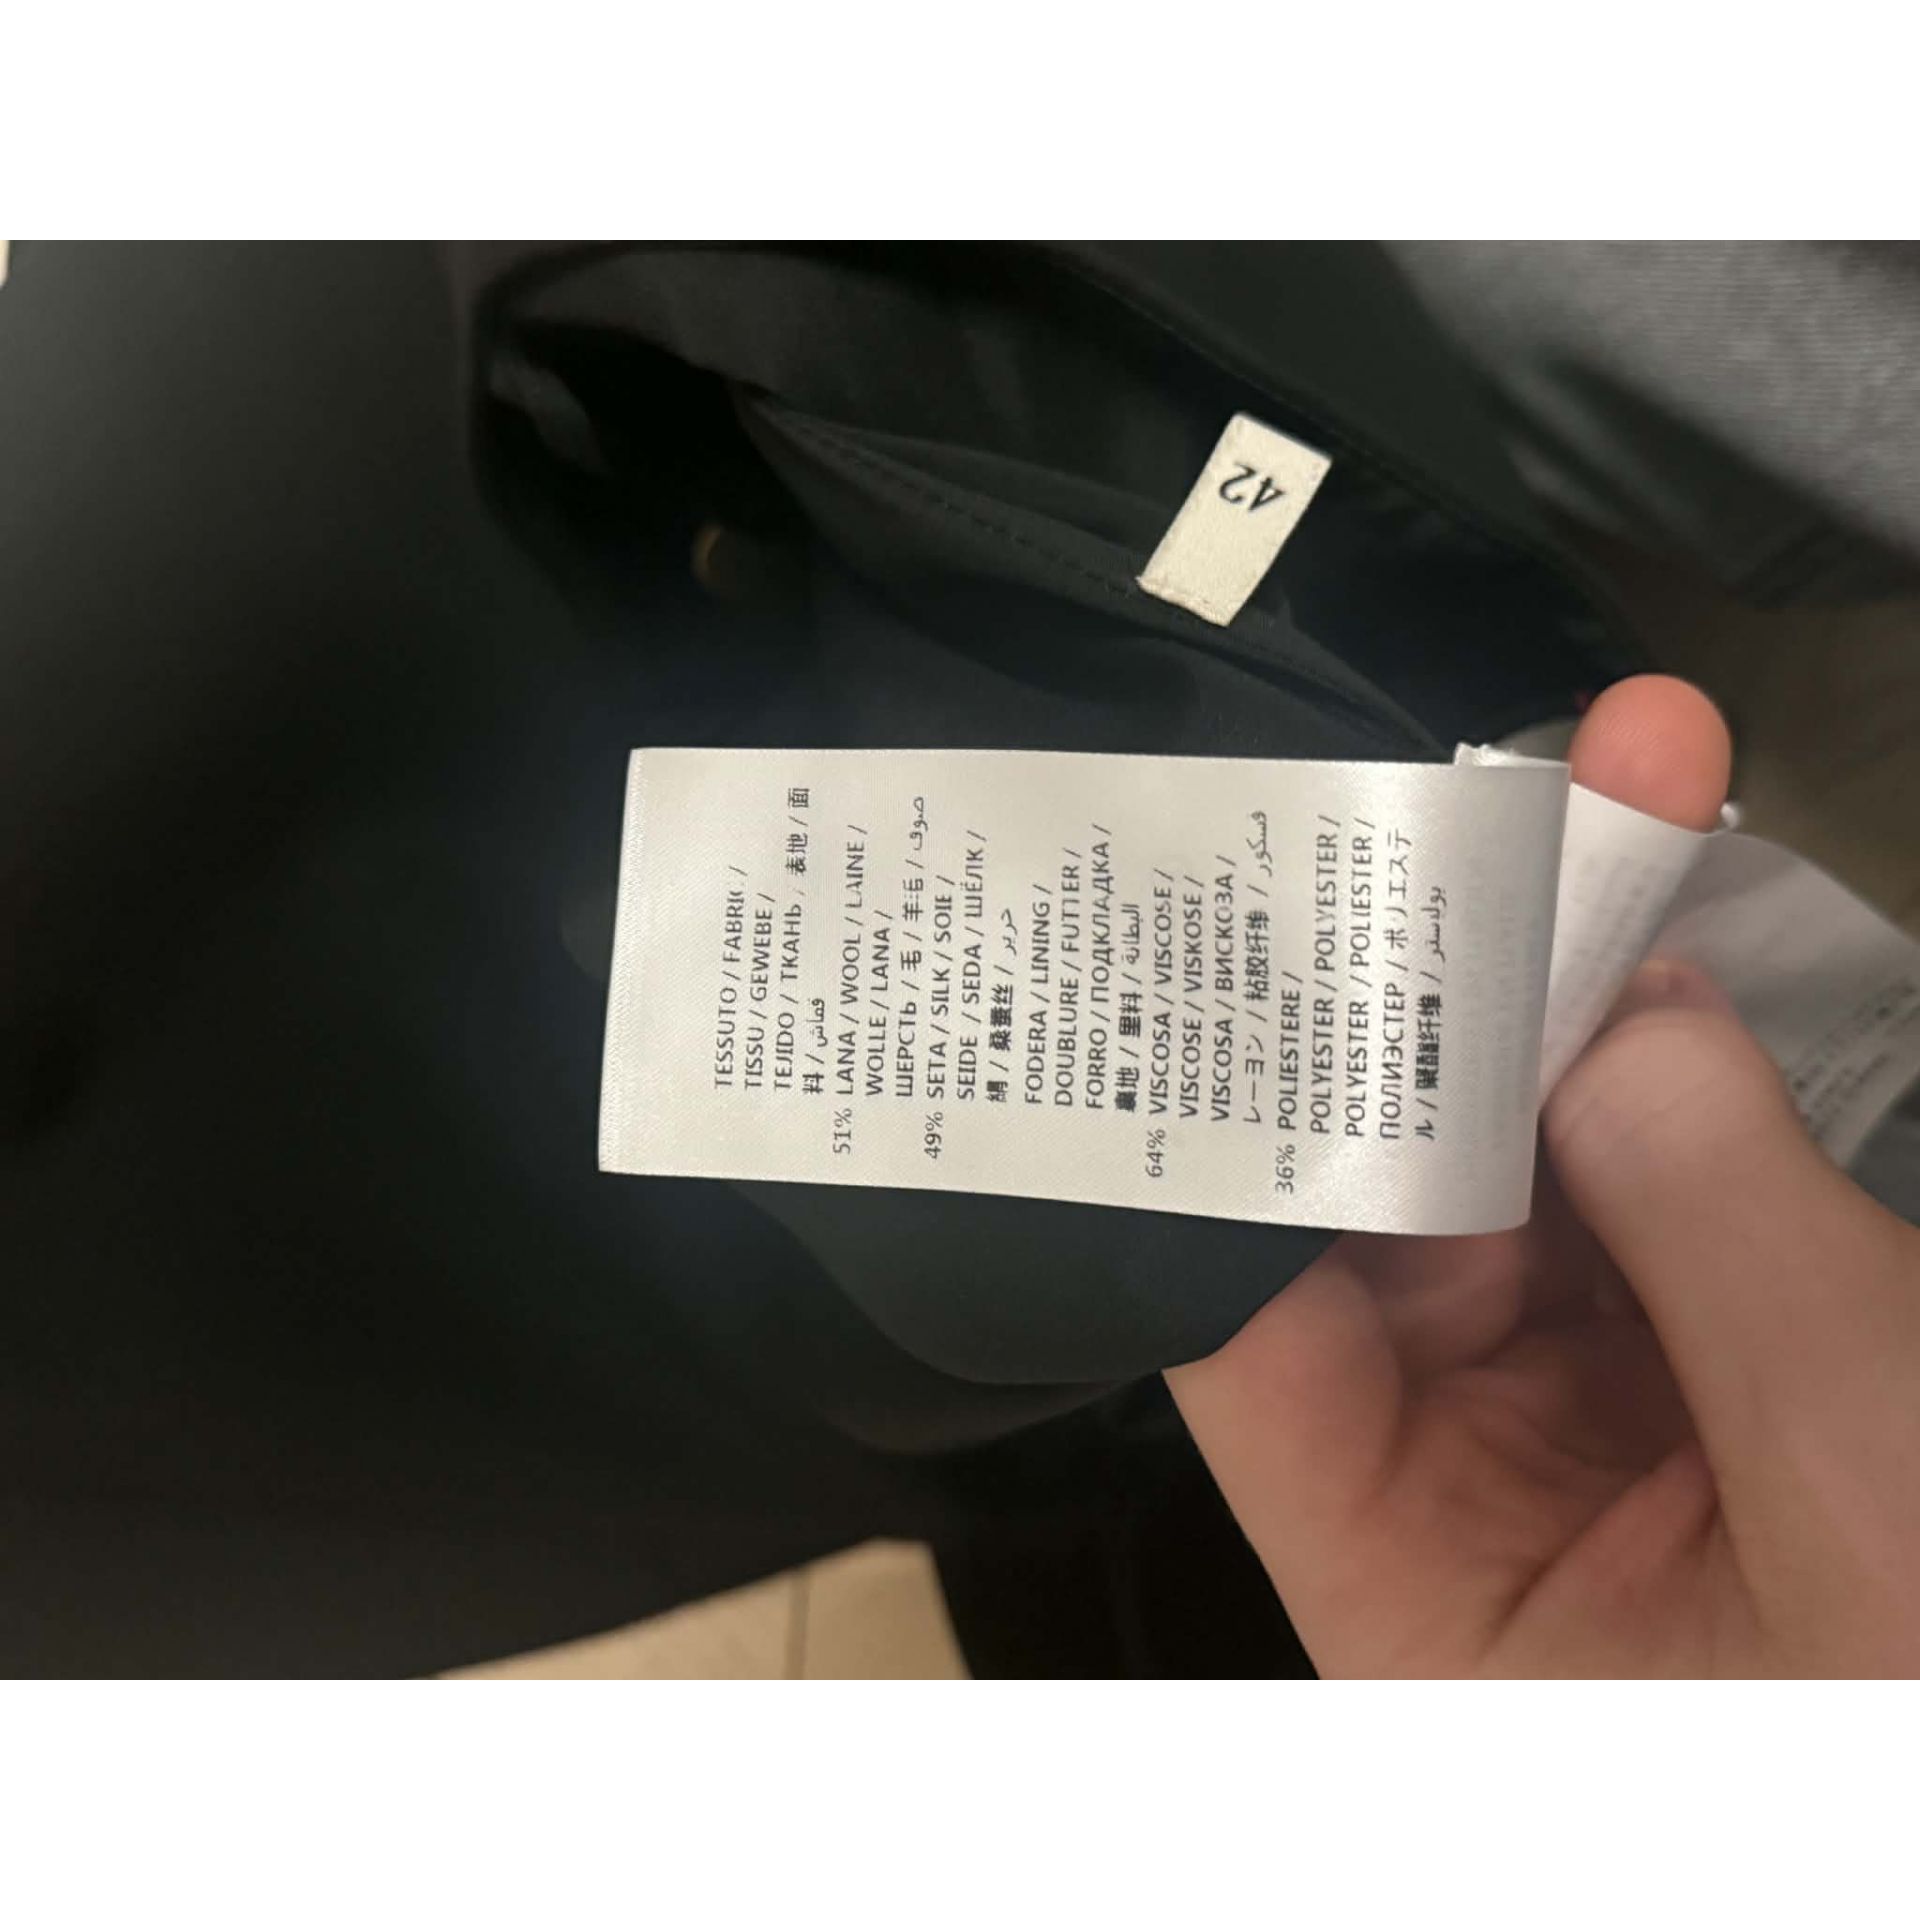 42
TESSUTO / FABRIC /
TISSU / GEWEBE /
TEJIDO / ТКАНЬ / 表地 / 面
料 / قماش
51% LANA / WOOL / LAINE /
WOLLE / LANA /
ШЕРСТЬ / 毛 / 羊毛 / صوف
49% SETA / SILK / SOIE /
SEIDE / SEDA / ШЁЛК /
絹 / 桑蚕丝 / حرير
FODERA / LINING /
DOUBLURE / FUTTER /
FORRO / ПОДКЛАДКА /
裏地 / 里料 / البطانة
64% VISCOSA / VISCOSE /
VISCOSE / VISKOSE /
VISCOSA / ВИСКОЗА /
レーヨン / 粘胶纤维 / فسكور
36% POLIESTERE /
POLYESTER / POLYESTER /
POLYESTER / POLIESTER /
ПОЛИЭСТЕР / ポリエステ
ル / 聚酯纤维 / بوليستر